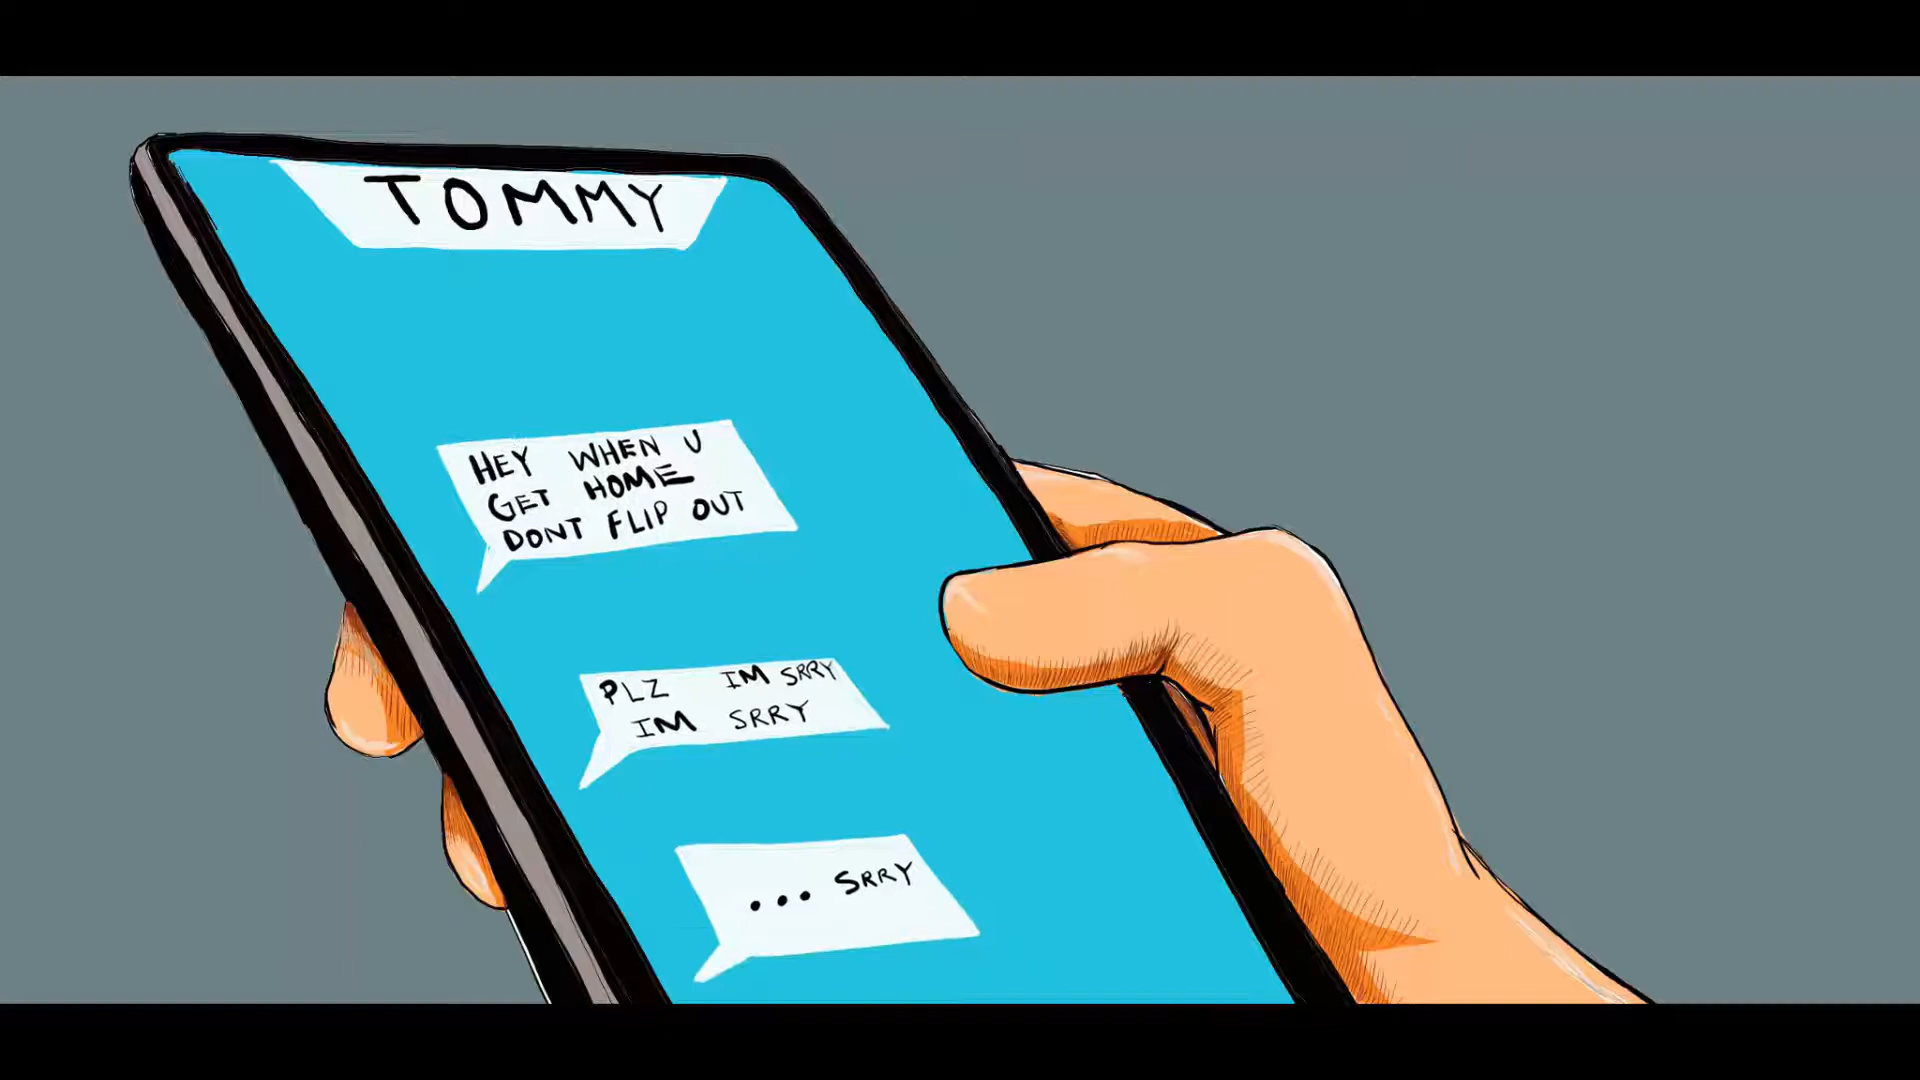 TOMMY
HEY WHEN U
GET HOME
DONT FLIP OUT
PLZ IM SRRY
IM SRRY
... SRRY